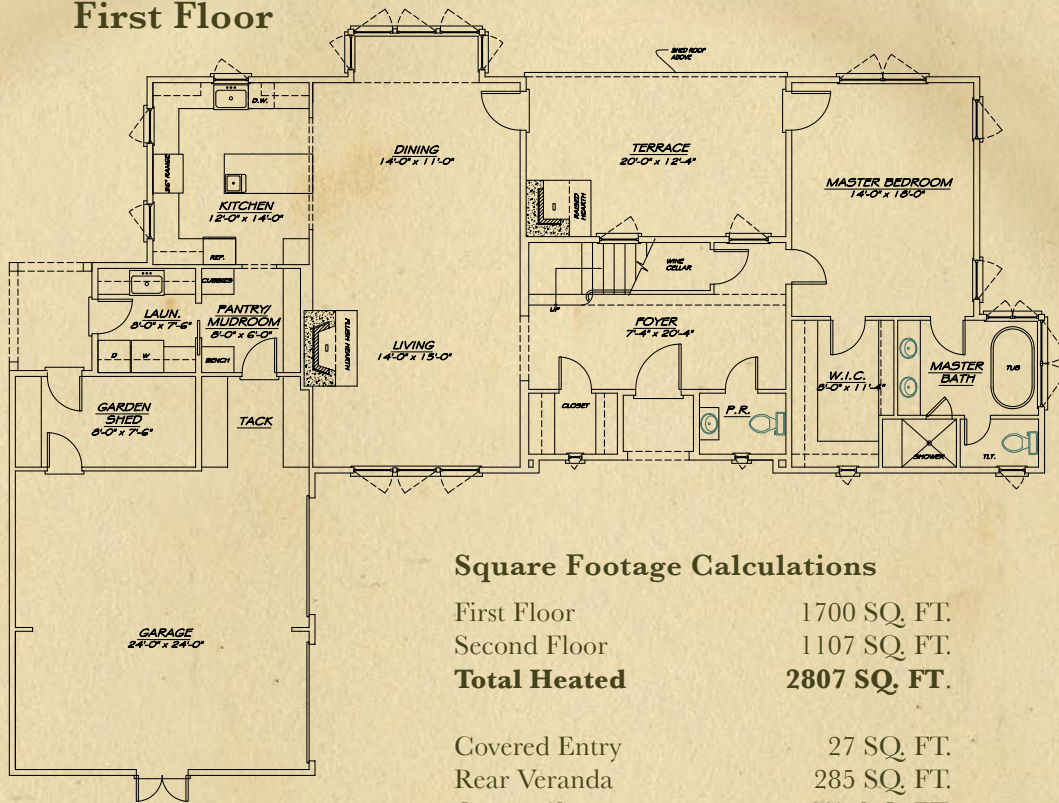 First Floor
SHED ROOF
ABOVE
D.W.
36" RANGE
KITCHEN
12'-0" x 14'-0"
REF.
DINING
14'-0" x 11'-0"
TERRACE
20'-0" x 12'-4"
RAISED
HEARTH
MASTER BEDROOM
14'-0" x 18'-0"
CUBBIES
LAUN.
8'-0" x 7'-6"
D
W
PANTRY/
MUDROOM
8'-0" x 6'-0"
BENCH
FLUSH HEARTH
LIVING
14'-0" x 15'-0"
WINE
CELLAR
UP
FOYER
7'-4" x 20'-4"
CLOSET
P.R.
W.I.C.
8'-0" x 11'-4"
MASTER
BATH
TUB
SHOWER
TLT.
GARDEN
SHED
8'-0" x 7'-6"
TACK
GARAGE
24'-0" x 24'-0"
Square Footage Calculations
First Floor 1700 SQ. FT.
Second Floor 1107 SQ. FT.
Total Heated 2807 SQ. FT.
Covered Entry 27 SQ. FT.
Rear Veranda 285 SQ. FT.